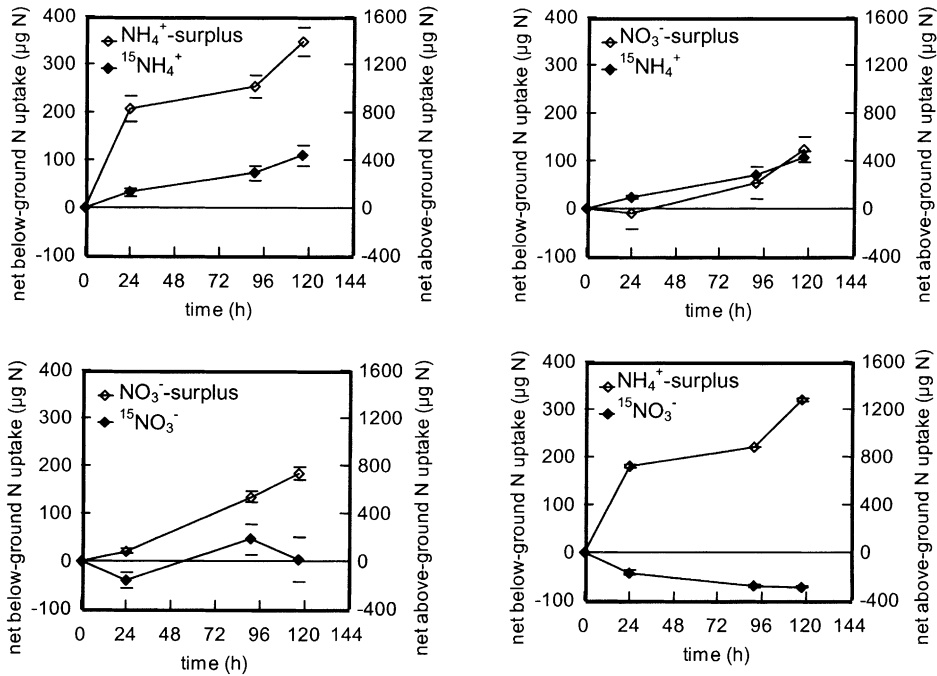 net below-ground N uptake (µg N)
400
300
200
100
0
-100
NH₄⁺-surplus
¹⁵NH₄⁺
1600
1200
800
400
0
-400
net above-ground N uptake (µg N)
0 24 48 72 96 120 144
time (h)
net below-ground N uptake (µg N)
400
300
200
100
0
-100
NO₃⁻-surplus
¹⁵NH₄⁺
1600
1200
800
400
0
-400
net above-ground N uptake (µg N)
0 24 48 72 96 120 144
time (h)
net below-ground N uptake (µg N)
400
300
200
100
0
-100
NO₃⁻-surplus
¹⁵NO₃⁻
1600
1200
800
400
0
-400
net above-ground N uptake (µg N)
0 24 48 72 96 120 144
time (h)
net below-ground N uptake (µg N)
400
300
200
100
0
-100
NH₄⁺-surplus
¹⁵NO₃⁻
1600
1200
800
400
0
-400
net above-ground N uptake (µg N)
0 24 48 72 96 120 144
time (h)